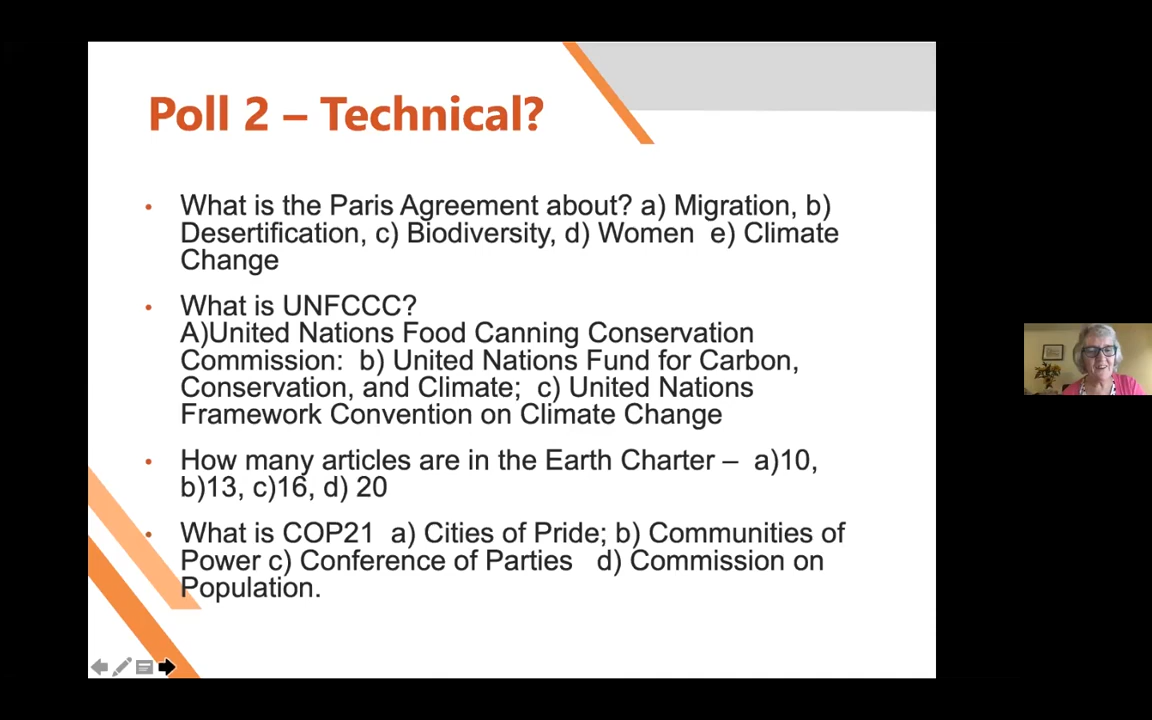 Poll 2 – Technical?
• What is the Paris Agreement about? a) Migration, b)
Desertification, c) Biodiversity, d) Women  e) Climate
Change
• What is UNFCCC?
A)United Nations Food Canning Conservation
Commission:  b) United Nations Fund for Carbon,
Conservation, and Climate;  c) United Nations
Framework Convention on Climate Change
• How many articles are in the Earth Charter –  a)10,
b)13, c)16, d) 20
• What is COP21  a) Cities of Pride; b) Communities of
Power c) Conference of Parties   d) Commission on
Population.